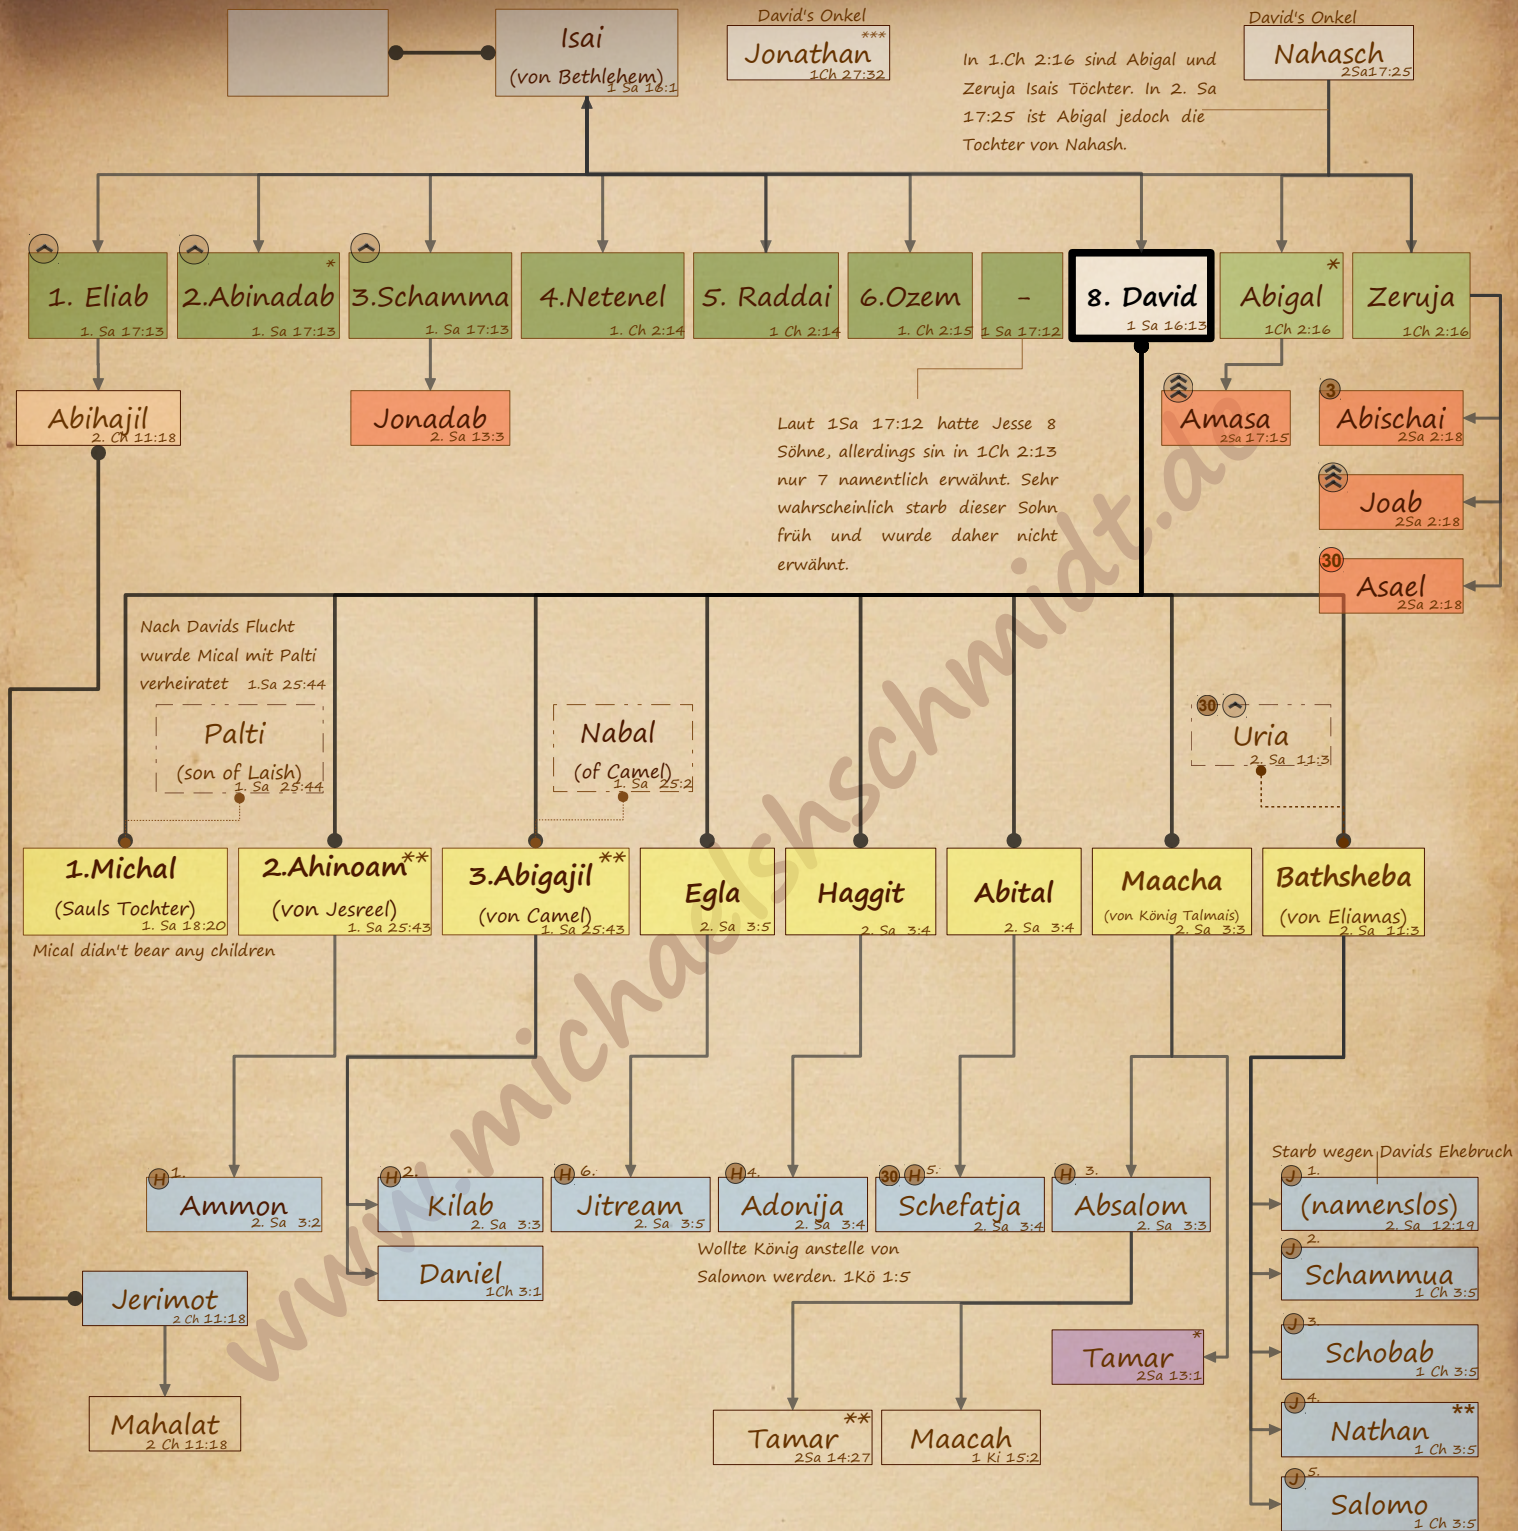 David's Onkel
David's Onkel
Isai
(von Bethlehem)
1 Sa 16:1
Jonathan ***
1Ch 27:32
Nahasch
2Sa17:25
In 1.Ch 2:16 sind Abigal und
Zeruja Isais Töchter. In 2. Sa
17:25 ist Abigal jedoch die
Tochter von Nahash.
1. Eliab
1. Sa 17:13
2.Abinadab *
1. Sa 17:13
3.Schamma
1. Sa 17:13
4.Netenel
1. Ch 2:14
5. Raddai
1 Ch 2:14
6.Ozem
1. Ch 2:15
-
1 Sa 17:12
8. David
1 Sa 16:13
Abigal *
1Ch 2:16
Zeruja
1Ch 2:16
Abihajil
2. Ch 11:18
Jonadab
2. Sa 13:3
Amasa
2Sa 17:15
3
Abischai
2Sa 2:18
Joab
2Sa 2:18
30
Asael
2Sa 2:18
Laut 1Sa 17:12 hatte Jesse 8
Söhne, allerdings sin in 1Ch 2:13
nur 7 namentlich erwähnt. Sehr
wahrscheinlich starb dieser Sohn
früh und wurde daher nicht
erwähnt.
Nach Davids Flucht
wurde Mical mit Palti
verheiratet 1.Sa 25:44
Palti
(son of Laish)
1. Sa 25:44
Nabal
(of Camel)
1. Sa 25:2
30
Uria
2. Sa 11:3
1.Michal
(Sauls Tochter)
1. Sa 18:20
2.Ahinoam **
(von Jesreel)
1. Sa 25:43
3.Abigajil **
(von Camel)
1. Sa 25:43
Egla
2. Sa 3:5
Haggit
2. Sa 3:4
Abital
2. Sa 3:4
Maacha
(von König Talmais)
2. Sa 3:3
Bathsheba
(von Eliamas)
2. Sa 11:3
Mical didn't bear any children
H 1.
Ammon
2. Sa 3:2
H 2.
Kilab
2. Sa 3:3
H 6.
Jitream
2. Sa 3:5
H 4.
Adonija
2. Sa 3:4
30 H 5.
Schefatja
2. Sa 3:4
H 3.
Absalom
2. Sa 3:3
Starb wegen Davids Ehebruch
J 1.
(namenslos)
2. Sa 12:19
Daniel
1Ch 3:1
Wollte König anstelle von
Salomon werden. 1Kö 1:5
J 2.
Schammua
1 Ch 3:5
Jerimot
2 Ch 11:18
J 3.
Schobab
1 Ch 3:5
Tamar *
2Sa 13:1
Mahalat
2 Ch 11:18
Tamar **
2Sa 14:27
Maacah
1 Ki 15:2
J 4.
Nathan **
1 Ch 3:5
J 5.
Salomo
1 Ch 3:5
www.michaelshschmidt.de